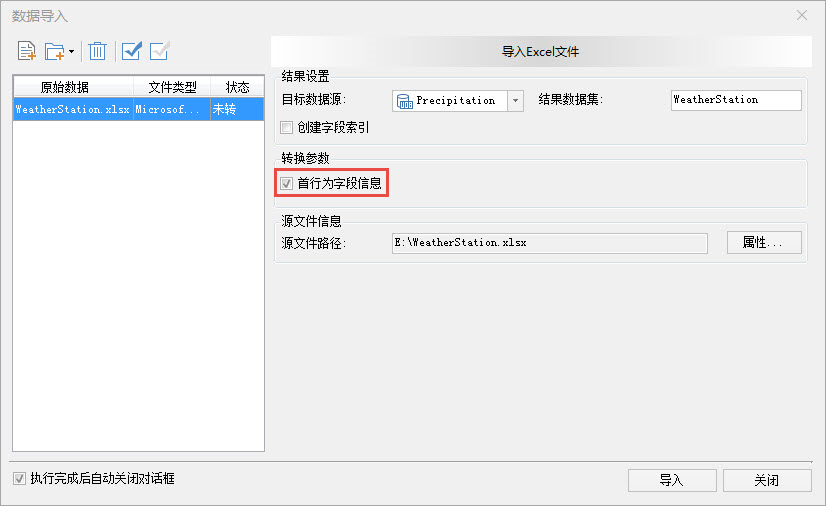 数据导入
导入Excel文件
原始数据 文件类型 状态
WeatherStation.xlsx Microsof... 未转
结果设置
目标数据源: Precipitation 结果数据集: WeatherStation
创建字段索引
转换参数
首行为字段信息
源文件信息
源文件路径: E:\WeatherStation.xlsx 属性...
执行完成后自动关闭对话框 导入 关闭